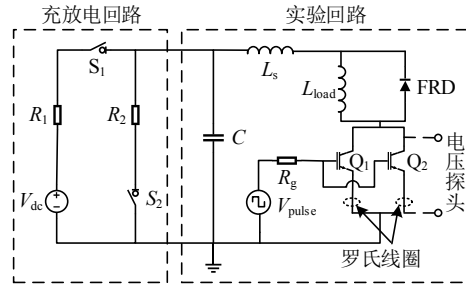 充放电回路
实验回路
S1
Ls
Lload
FRD
R1
R2
C
Rg
Q1
Q2
电压探头
Vdc
S2
Vpulse
罗氏线圈